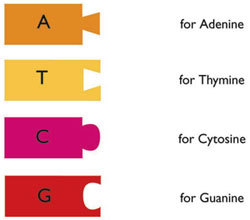 A for Adenine
T for Thymine
C for Cytosine
G for Guanine